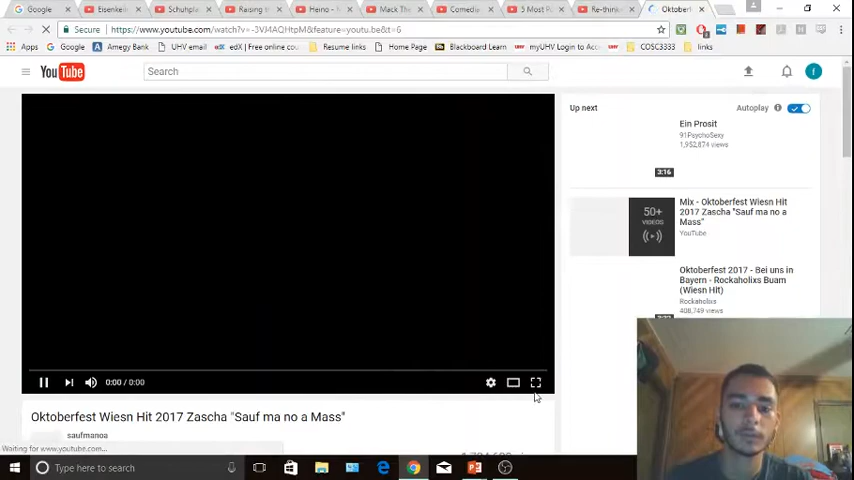 Google
Eisenke
Schuhpla
Raising th
Heino -
Mack The
Comedia
5 Most P
Re-think
Oktoberf
Secure
https://www.youtube.com/watch?v=-3VJ4AQHtpM&feature=youtu.be&t=6
Apps
Google
Amegy Bank
UHV email
edX | Free online cou
Resume links
Home Page
Blackboard Learn
myUHV Login to Acce
COSC3333
links
YouTube
Search
f
Up next
Autoplay
Ein Prosit
91PsychoSexy
1,952,874 views
3:16
50+
VIDEOS
Mix - Oktoberfest Wiesn Hit
2017 Zascha "Sauf ma no a
Mass"
YouTube
Oktoberfest 2017 - Bei uns in
Bayern - Rockaholixs Buam
(Wiesn Hit)
Rockaholixs
408,749 views
0:00 / 0:00
Oktoberfest Wiesn Hit 2017 Zascha "Sauf ma no a Mass"
saufmanoa
Waiting for www.youtube.com...
Type here to search